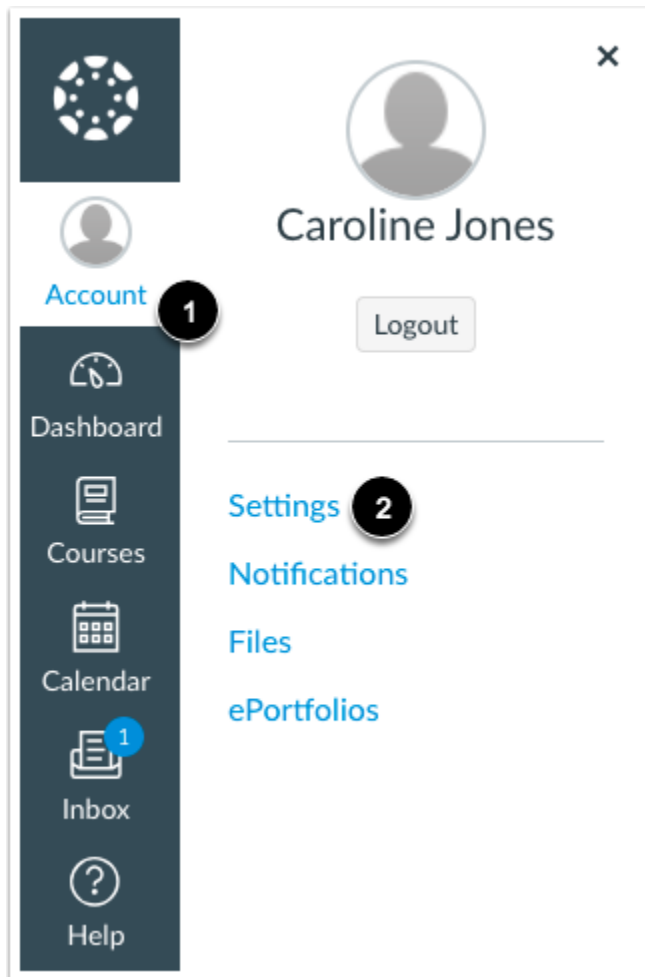 Account
1
Dashboard
Courses
Calendar
1
Inbox
Help
×
Caroline Jones
Logout
Settings 2
Notifications
Files
ePortfolios